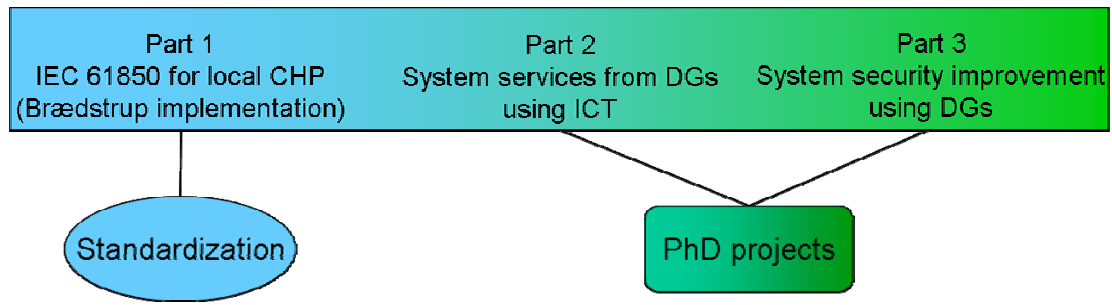 Part 1
IEC 61850 for local CHP
(Brædstrup implementation)
Part 2
System services from DGs
using ICT
Part 3
System security improvement
using DGs
Standardization
PhD projects